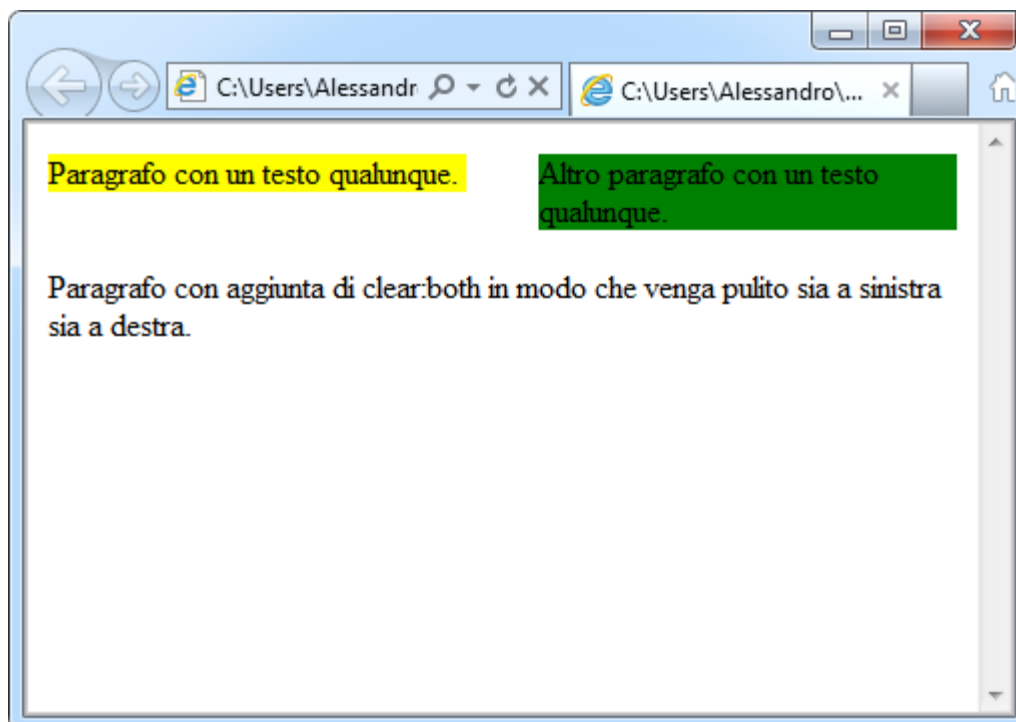 C:\Users\Alessandr
C:\Users\Alessandro\...
Paragrafo con un testo qualunque.
Altro paragrafo con un testo
qualunque.
Paragrafo con aggiunta di clear:both in modo che venga pulito sia a sinistra
sia a destra.